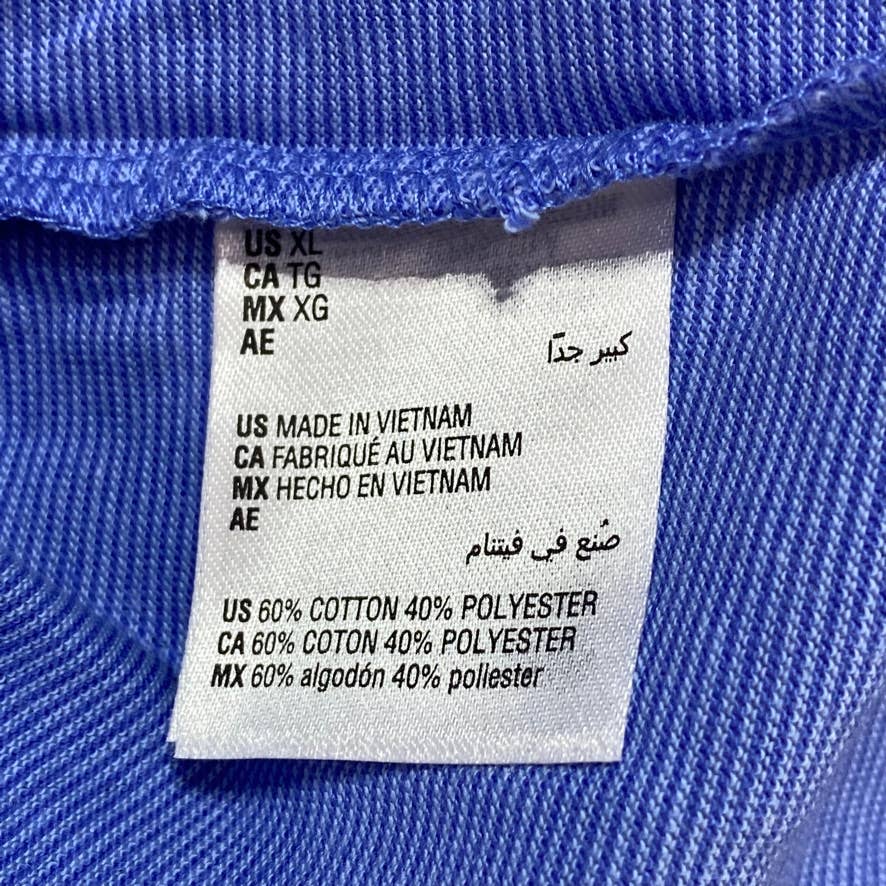 US XL
CA TG
MX XG
AE
كبير جدًا
US MADE IN VIETNAM
CA FABRIQUÉ AU VIETNAM
MX HECHO EN VIETNAM
AE
صُنع في فيتنام
US 60% COTTON 40% POLYESTER
CA 60% COTON 40% POLYESTER
MX 60% algodón 40% poliester